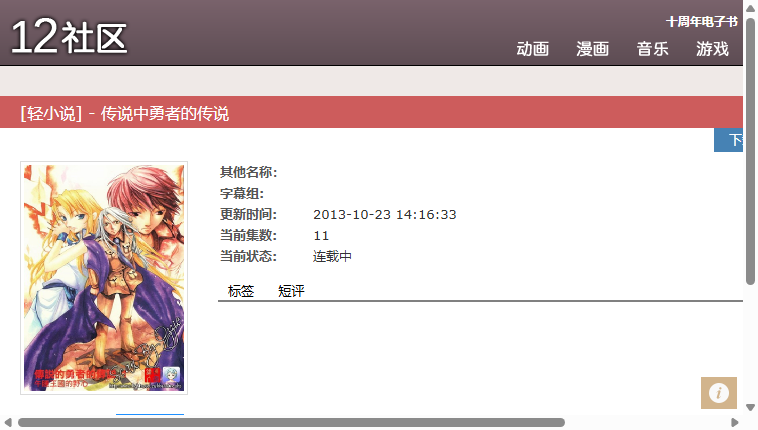 12社区
十周年电子书
动画 漫画 音乐 游戏
[轻小说] - 传说中勇者的传说
其他名称:
字幕组:
更新时间: 2013-10-23 14:16:33
当前集数: 11
当前状态: 连载中
标签 短评